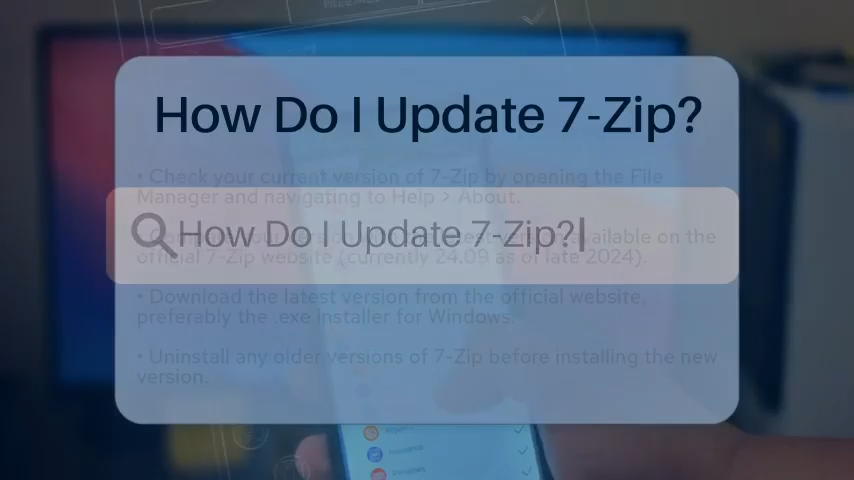 How Do I Update 7-Zip?
• Check your current version of 7-Zip by opening the File
Manager and navigating to Help > About.
How Do I Update 7-Zip?
available on the
official 7-Zip website (currently 24.09 as of late 2024).
• Download the latest version from the official website,
preferably the .exe installer for Windows.
• Uninstall any older versions of 7-Zip before installing the new
version.